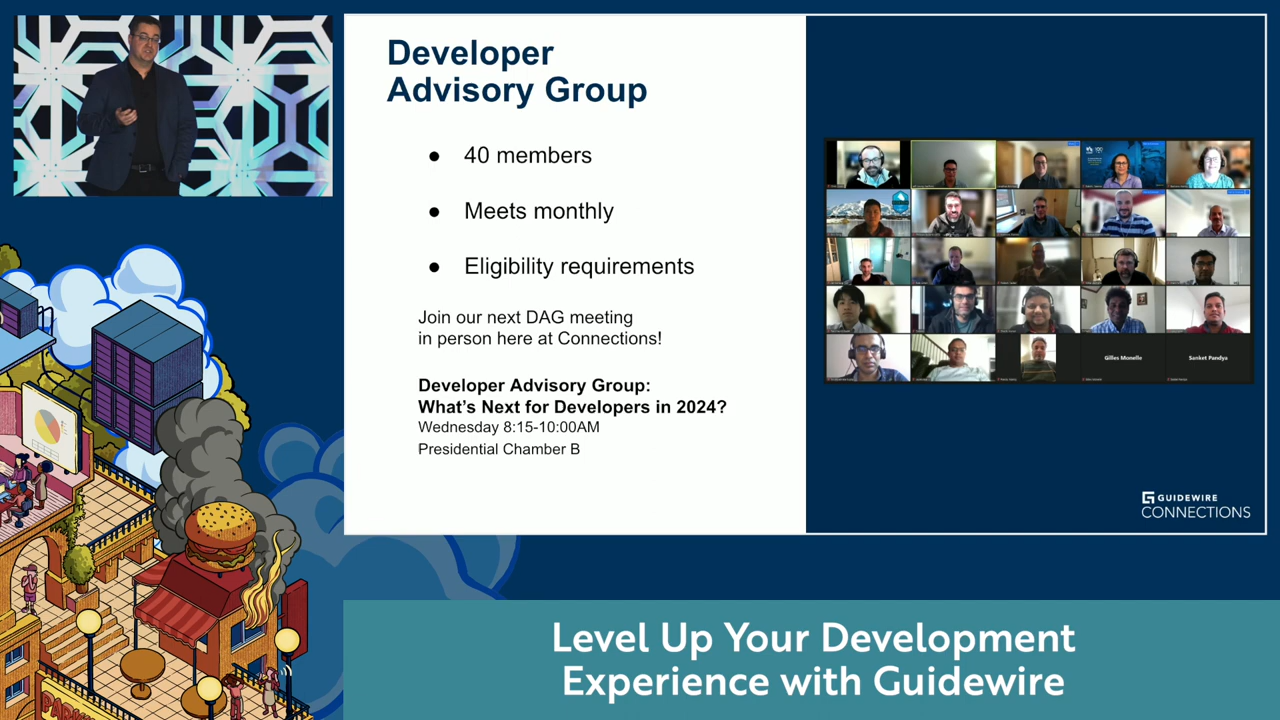 Developer
Advisory Group
● 40 members
● Meets monthly
● Eligibility requirements
Join our next DAG meeting
in person here at Connections!
Developer Advisory Group:
What's Next for Developers in 2024?
Wednesday 8:15-10:00AM
Presidential Chamber B
Gilles Monelle
Sanket Pandya
GUIDEWIRE
CONNECTIONS
Level Up Your Development
Experience with Guidewire